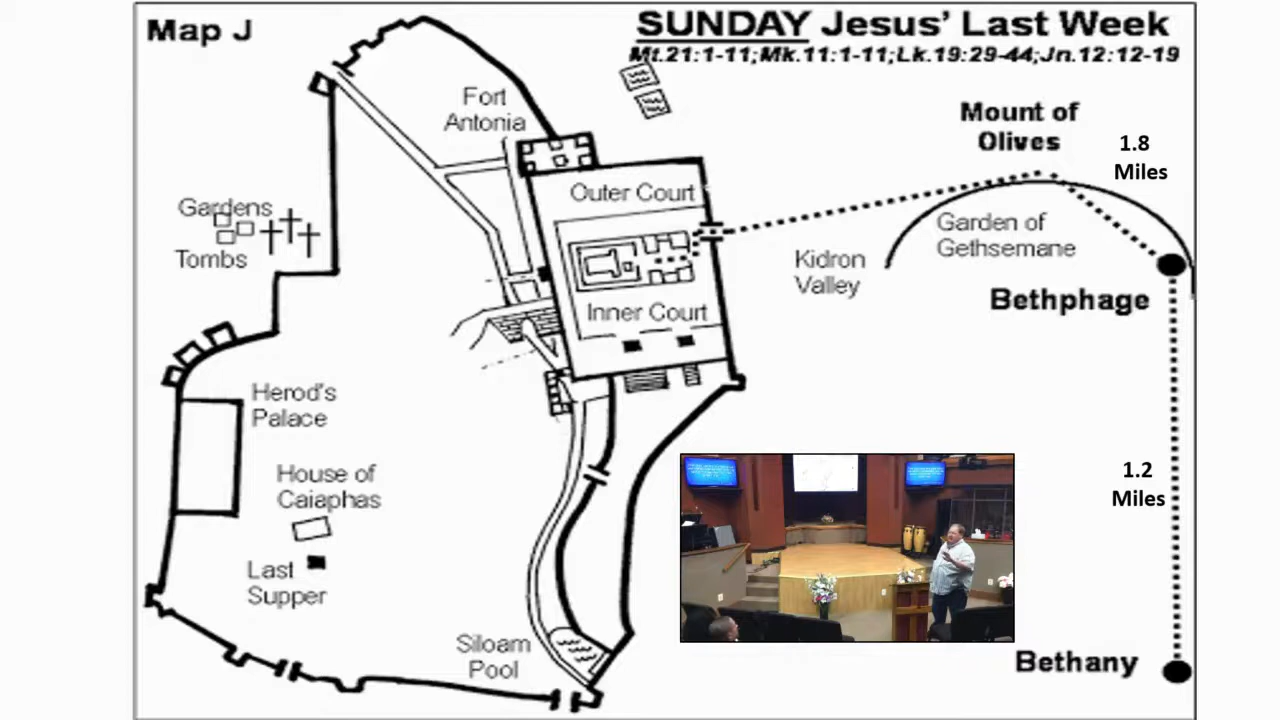 Map J
SUNDAY Jesus' Last Week
Mt.21:1-11;Mk.11:1-11;Lk.19:29-44;Jn.12:12-19
Fort
Antonia
Mount of
Olives
1.8
Miles
Outer Court
Gardens
Tombs
Garden of
Gethsemane
Kidron
Valley
Bethphage
Inner Court
Herod's
Palace
House of
Caiaphas
1.2
Miles
Last
Supper
Siloam
Pool
Bethany